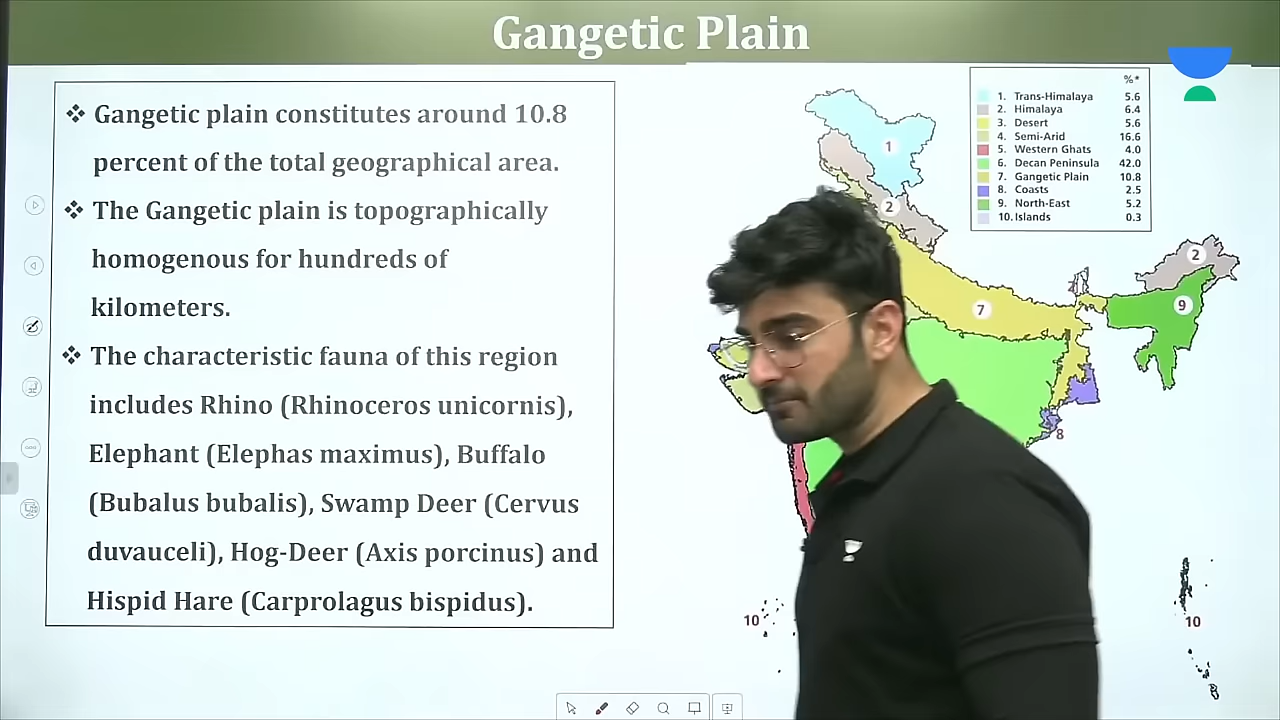 Gangetic Plain
❖ Gangetic plain constitutes around 10.8
percent of the total geographical area.
❖ The Gangetic plain is topographically
homogenous for hundreds of
kilometers.
❖ The characteristic fauna of this region
includes Rhino (Rhinoceros unicornis),
Elephant (Elephas maximus), Buffalo
(Bubalus bubalis), Swamp Deer (Cervus
duvauceli), Hog-Deer (Axis porcinus) and
Hispid Hare (Carprolagus bispidus).
%*
1. Trans-Himalaya 5.6
2. Himalaya 6.4
3. Desert 5.6
4. Semi-Arid 16.6
5. Western Ghats 4.0
6. Decan Peninsula 42.0
7. Gangetic Plain 10.8
8. Coasts 2.5
9. North-East 5.2
10. Islands 0.3
1
2
2
2
9
7
8
10
10